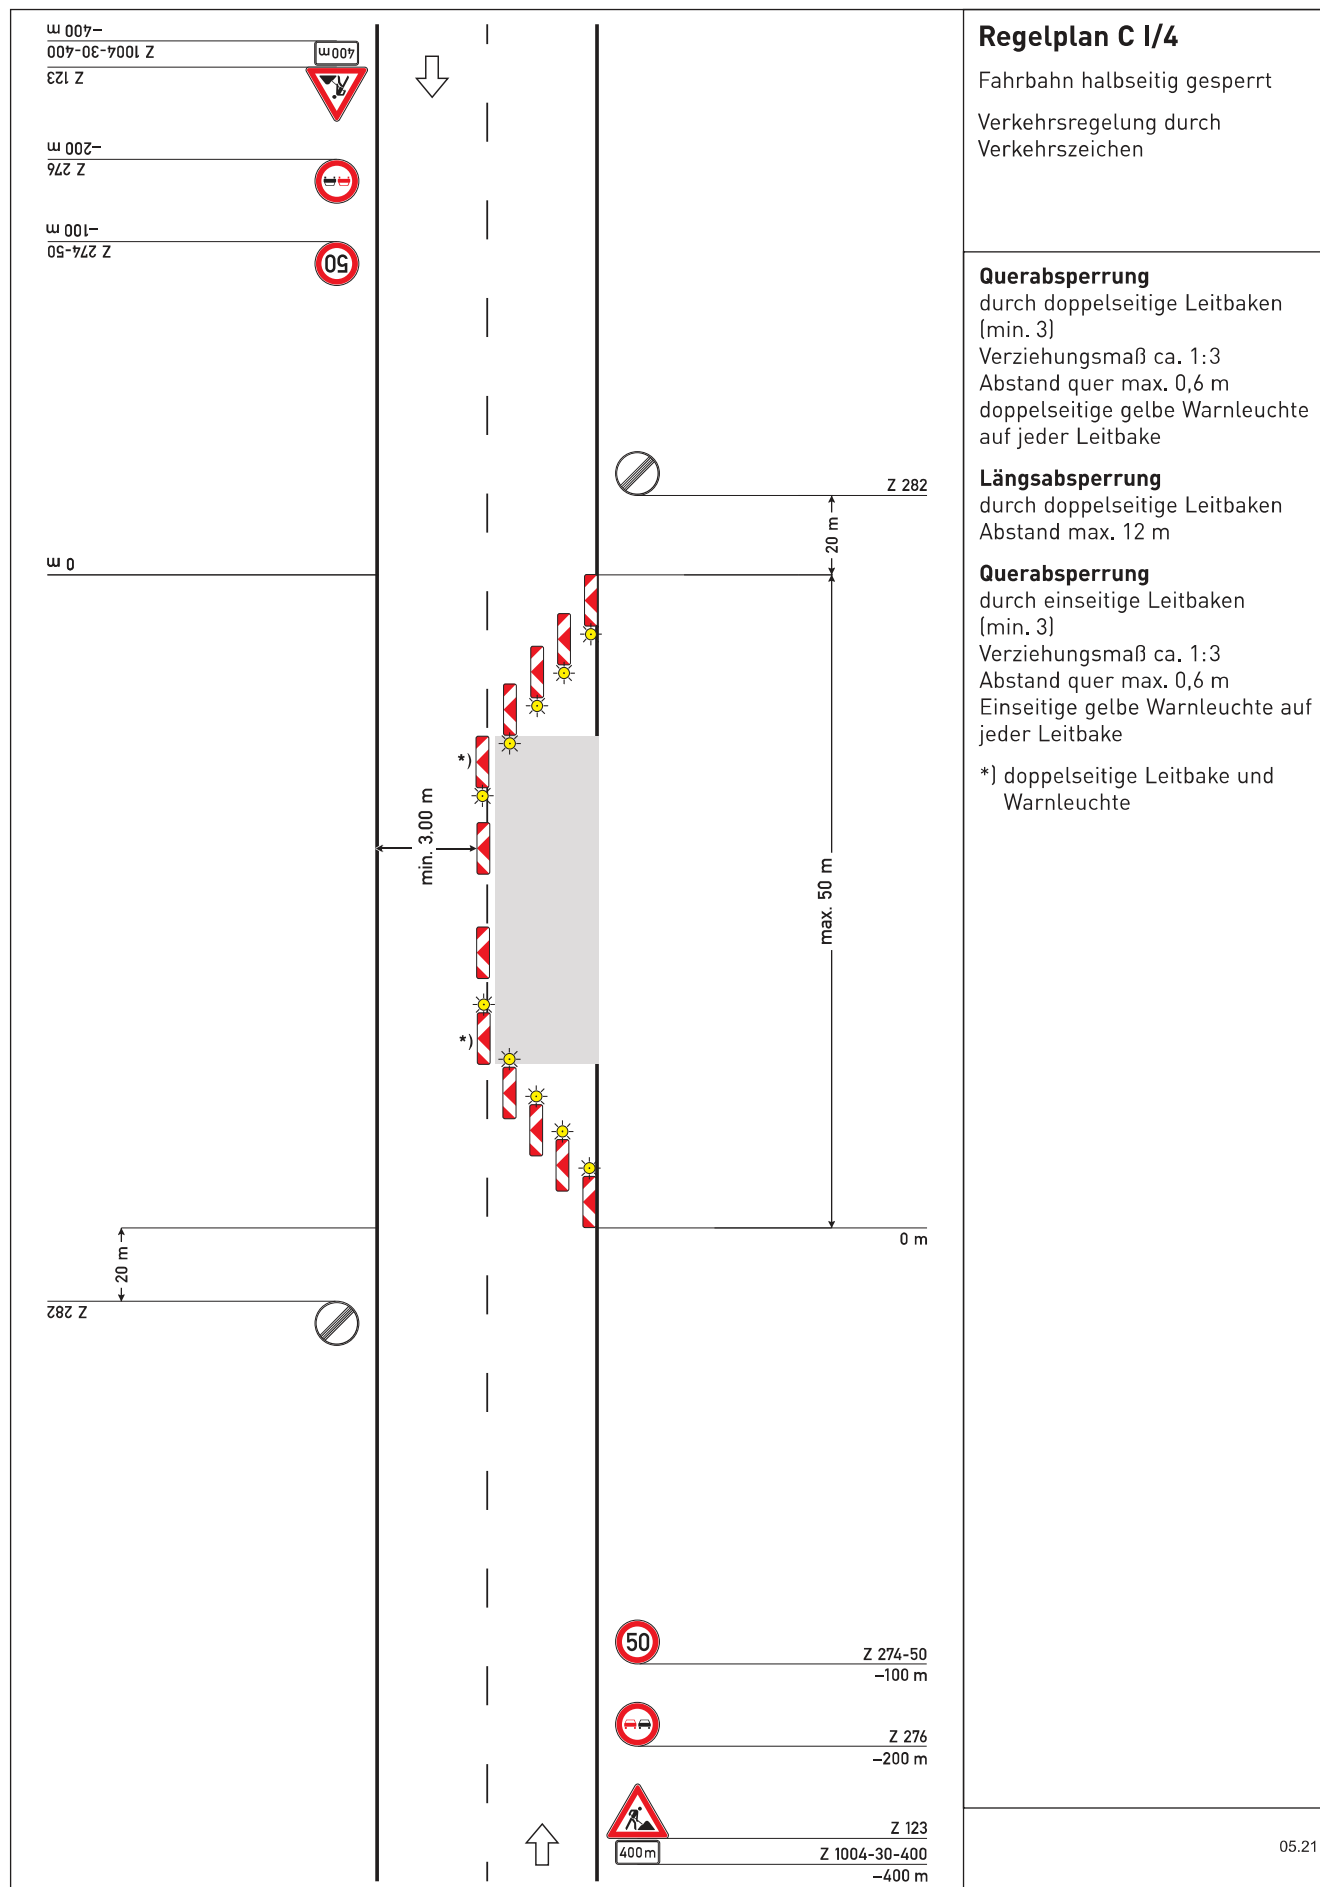 –400 m
Z 1004-30-400
400m
Z 123
–200 m
Z 276
–100 m
Z 274-50
50
Z 282
20 m
0 m
*)
min. 3,00 m
max. 50 m
*)
0 m
20 m
Z 282
50
Z 274-50
–100 m
Z 276
–200 m
Z 123
400m
Z 1004-30-400
–400 m
Regelplan C I/4
Fahrbahn halbseitig gesperrt
Verkehrsregelung durch
Verkehrszeichen
Querabsperrung
durch doppelseitige Leitbaken
(min. 3)
Verziehungsmaß ca. 1:3
Abstand quer max. 0,6 m
doppelseitige gelbe Warnleuchte
auf jeder Leitbake
Längsabsperrung
durch doppelseitige Leitbaken
Abstand max. 12 m
Querabsperrung
durch einseitige Leitbaken
(min. 3)
Verziehungsmaß ca. 1:3
Abstand quer max. 0,6 m
Einseitige gelbe Warnleuchte auf
jeder Leitbake
*) doppelseitige Leitbake und
Warnleuchte
05.21